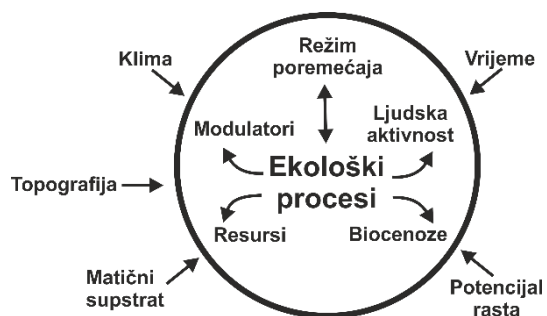 Klima
Režim
poremećaja
Vrijeme
Modulatori
Ljudska
aktivnost
Topografija
Ekološki
procesi
Resursi
Biocenoze
Matični
supstrat
Potencijal
rasta